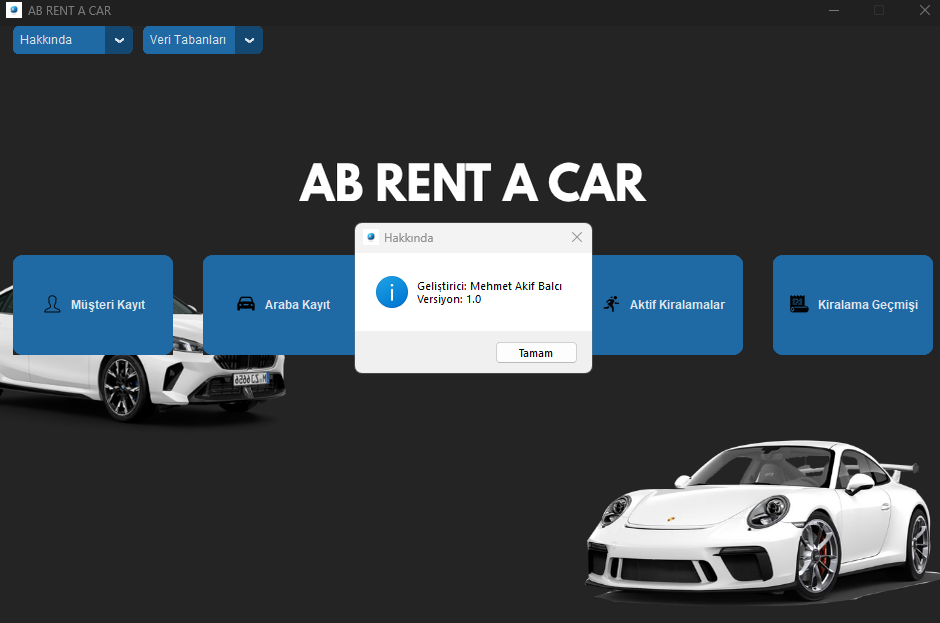 AB RENT A CAR
Hakkında
Veri Tabanları
AB RENT A CAR
Hakkında
Geliştirici: Mehmet Akif Balcı
Versiyon: 1.0
Tamam
Müşteri Kayıt
Araba Kayıt
Aktif Kiralamalar
Kiralama Geçmişi